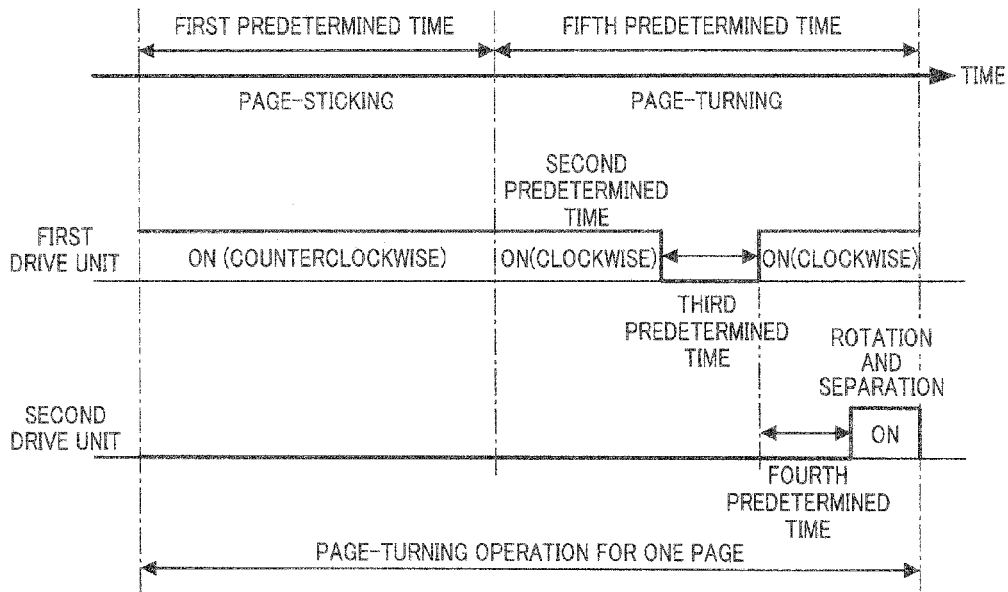 FIRST PREDETERMINED TIME
FIFTH PREDETERMINED TIME
TIME
PAGE-STICKING
PAGE-TURNING
SECOND
PREDETERMINED
TIME
FIRST
DRIVE UNIT
ON (COUNTERCLOCKWISE)
ON(CLOCKWISE)
ON(CLOCKWISE)
THIRD
PREDETERMINED
TIME
ROTATION
AND
SEPARATION
SECOND
DRIVE UNIT
ON
FOURTH
PREDETERMINED
TIME
PAGE-TURNING OPERATION FOR ONE PAGE